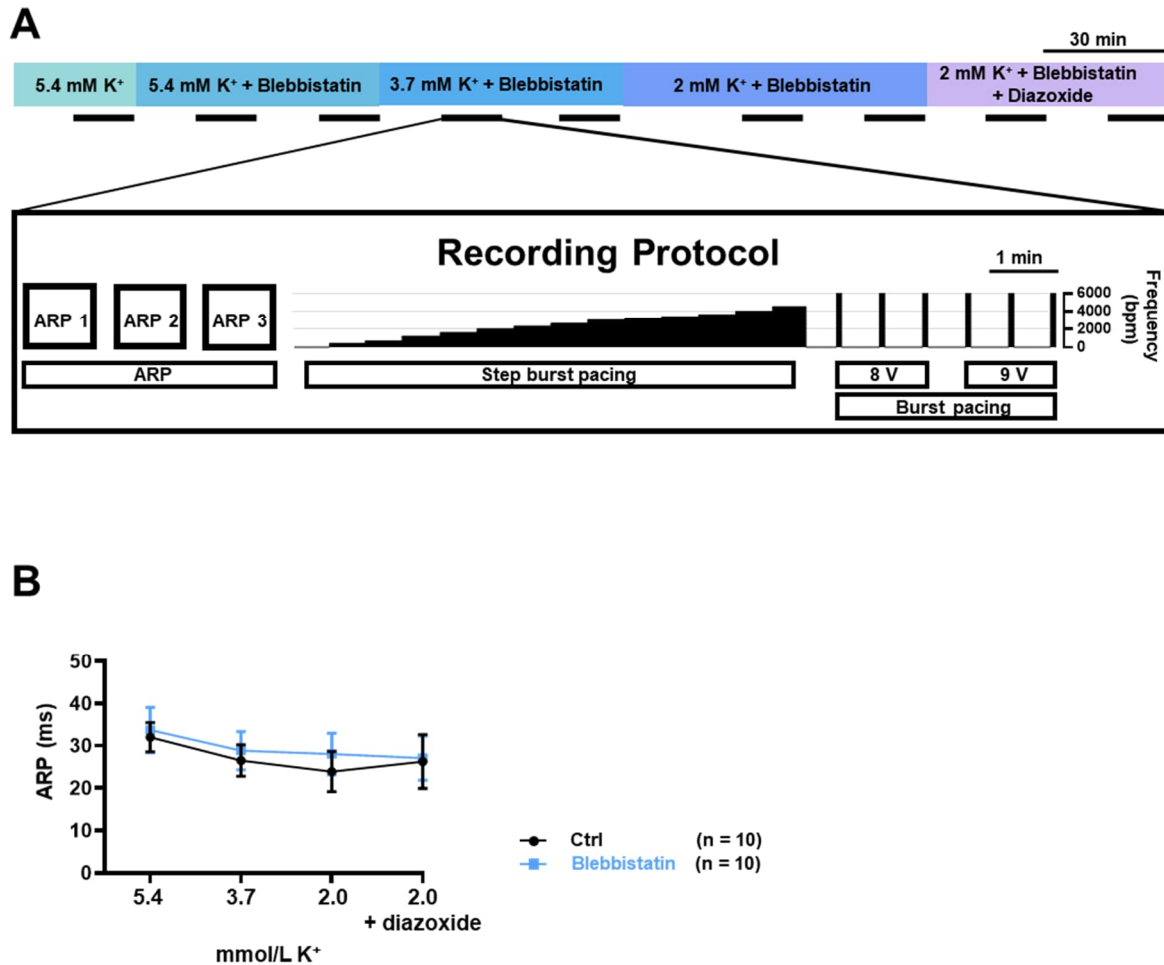 A
30 min
5.4 mM K⁺
5.4 mM K⁺ + Blebbistatin
3.7 mM K⁺ + Blebbistatin
2 mM K⁺ + Blebbistatin
2 mM K⁺ + Blebbistatin
+ Diazoxide
Recording Protocol
1 min
ARP 1
ARP 2
ARP 3
6000
4000
2000
0
Frequency
(bpm)
ARP
Step burst pacing
8 V
9 V
Burst pacing
B
50
40
30
20
10
0
ARP (ms)
5.4
3.7
2.0
2.0
+ diazoxide
mmol/L K⁺
Ctrl (n = 10)
Blebbistatin (n = 10)